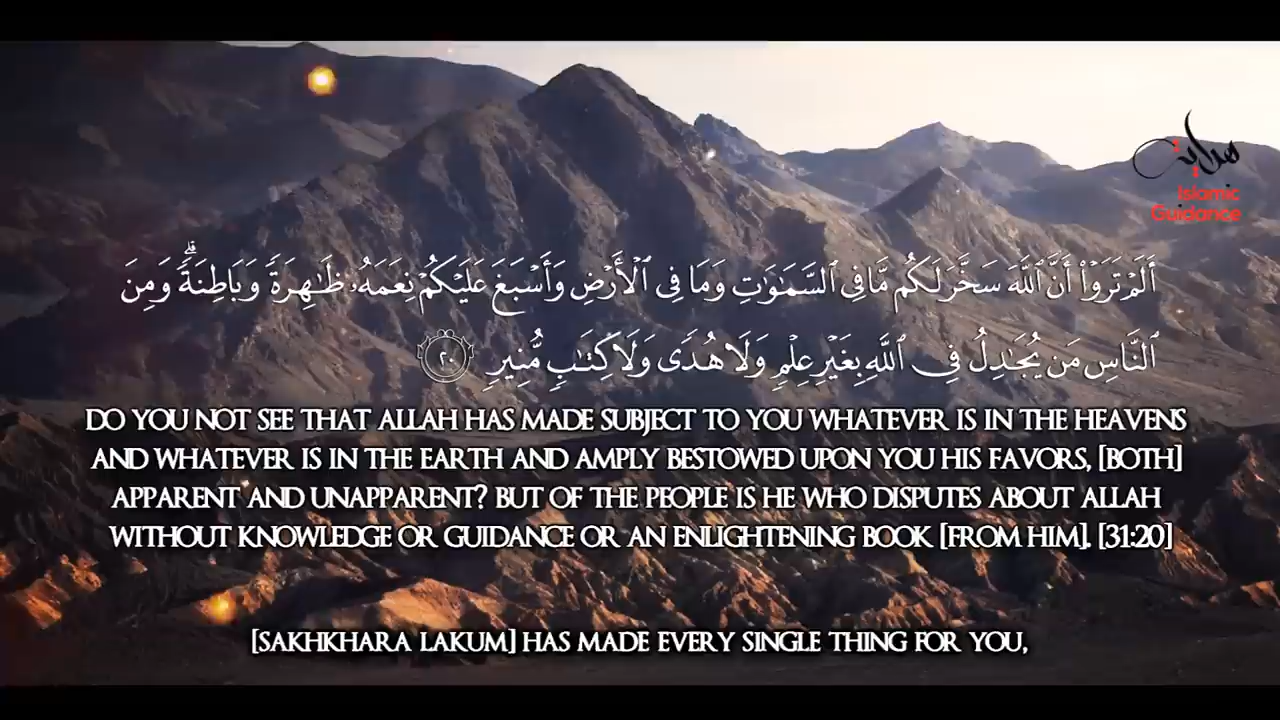 هداية
Islamic
Guidance
أَلَمْ تَرَوْا۟ أَنَّ ٱللَّهَ سَخَّرَ لَكُم مَّا فِى ٱلسَّمَـٰوَٰتِ وَمَا فِى ٱلْأَرْضِ وَأَسْبَغَ عَلَيْكُمْ نِعَمَهُۥ ظَـٰهِرَةً وَبَاطِنَةً ۗ وَمِنَ
ٱلنَّاسِ مَن يُجَـٰدِلُ فِى ٱللَّهِ بِغَيْرِ عِلْمٍ وَلَا هُدًى وَلَا كِتَـٰبٍ مُّنِيرٍ ٢٠
DO YOU NOT SEE THAT ALLAH HAS MADE SUBJECT TO YOU WHATEVER IS IN THE HEAVENS
AND WHATEVER IS IN THE EARTH AND AMPLY BESTOWED UPON YOU HIS FAVORS, [BOTH]
APPARENT AND UNAPPARENT? BUT OF THE PEOPLE IS HE WHO DISPUTES ABOUT ALLAH
WITHOUT KNOWLEDGE OR GUIDANCE OR AN ENLIGHTENING BOOK [FROM HIM]. [31:20]
[SAKHKHARA LAKUM] HAS MADE EVERY SINGLE THING FOR YOU,